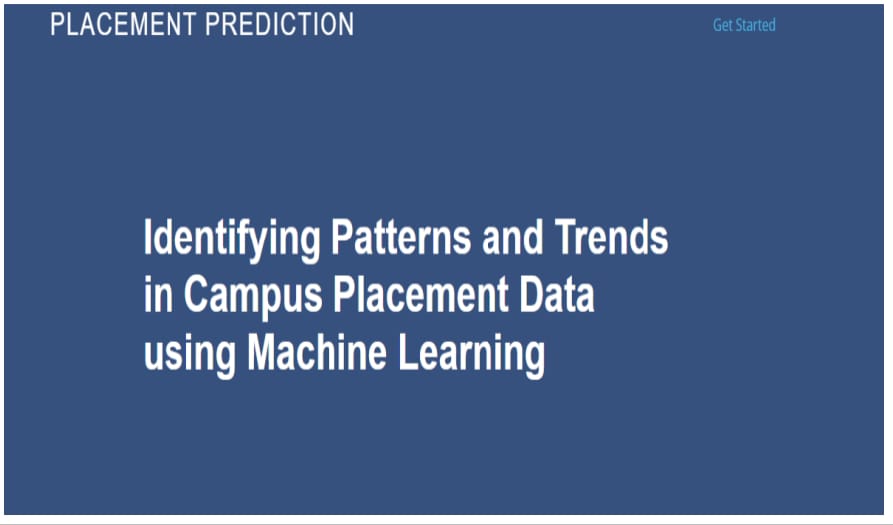 PLACEMENT PREDICTION
Get Started
Identifying Patterns and Trends
in Campus Placement Data
using Machine Learning